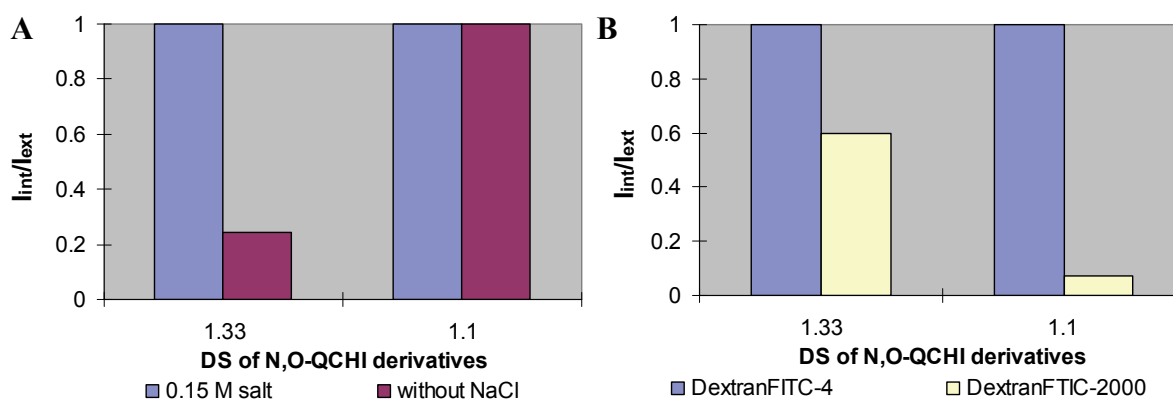 A
1
0.8
0.6
0.4
0.2
0
Iint/Iext
1.33 1.1
DS of N,O-QCHI derivatives
0.15 M salt without NaCl
B
1
0.8
0.6
0.4
0.2
0
Iint/Iext
1.33 1.1
DS of N,O-QCHI derivatives
DextranFITC-4 DextranFTIC-2000